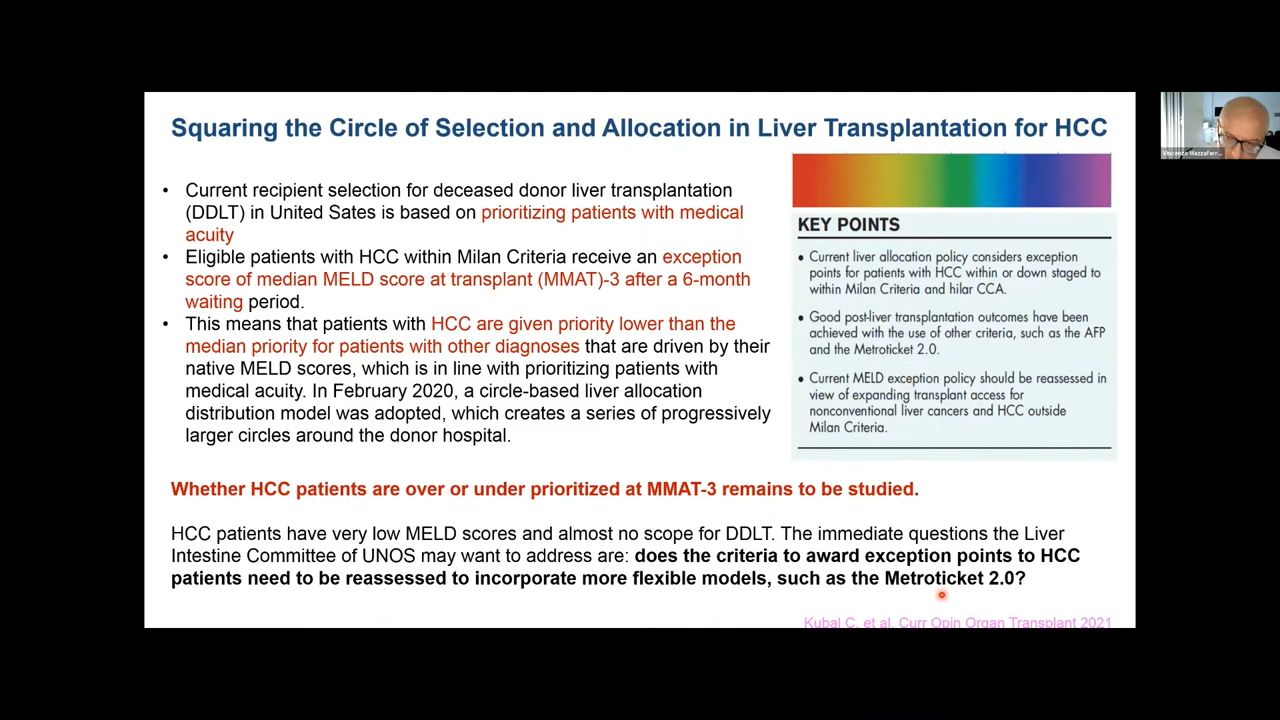 Squaring the Circle of Selection and Allocation in Liver Transplantation for HCC
• Current recipient selection for deceased donor liver transplantation
(DDLT) in United Sates is based on prioritizing patients with medical
acuity
• Eligible patients with HCC within Milan Criteria receive an exception
score of median MELD score at transplant (MMAT)-3 after a 6-month
waiting period.
• This means that patients with HCC are given priority lower than the
median priority for patients with other diagnoses that are driven by their
native MELD scores, which is in line with prioritizing patients with
medical acuity. In February 2020, a circle-based liver allocation
distribution model was adopted, which creates a series of progressively
larger circles around the donor hospital.
KEY POINTS
• Current liver allocation policy considers exception
points for patients with HCC within or down staged to
within Milan Criteria and hilar CCA.
• Good post-liver transplantation outcomes have been
achieved with the use of other criteria, such as the AFP
and the Metroticket 2.0.
• Current MELD exception policy should be reassessed in
view of expanding transplant access for
nonconventional liver cancers and HCC outside
Milan Criteria.
Whether HCC patients are over or under prioritized at MMAT-3 remains to be studied.
HCC patients have very low MELD scores and almost no scope for DDLT. The immediate questions the Liver
Intestine Committee of UNOS may want to address are: does the criteria to award exception points to HCC
patients need to be reassessed to incorporate more flexible models, such as the Metroticket 2.0?
Kubal C, et al. Curr Opin Organ Transplant 2021
Vincenzo Mazzaferr...